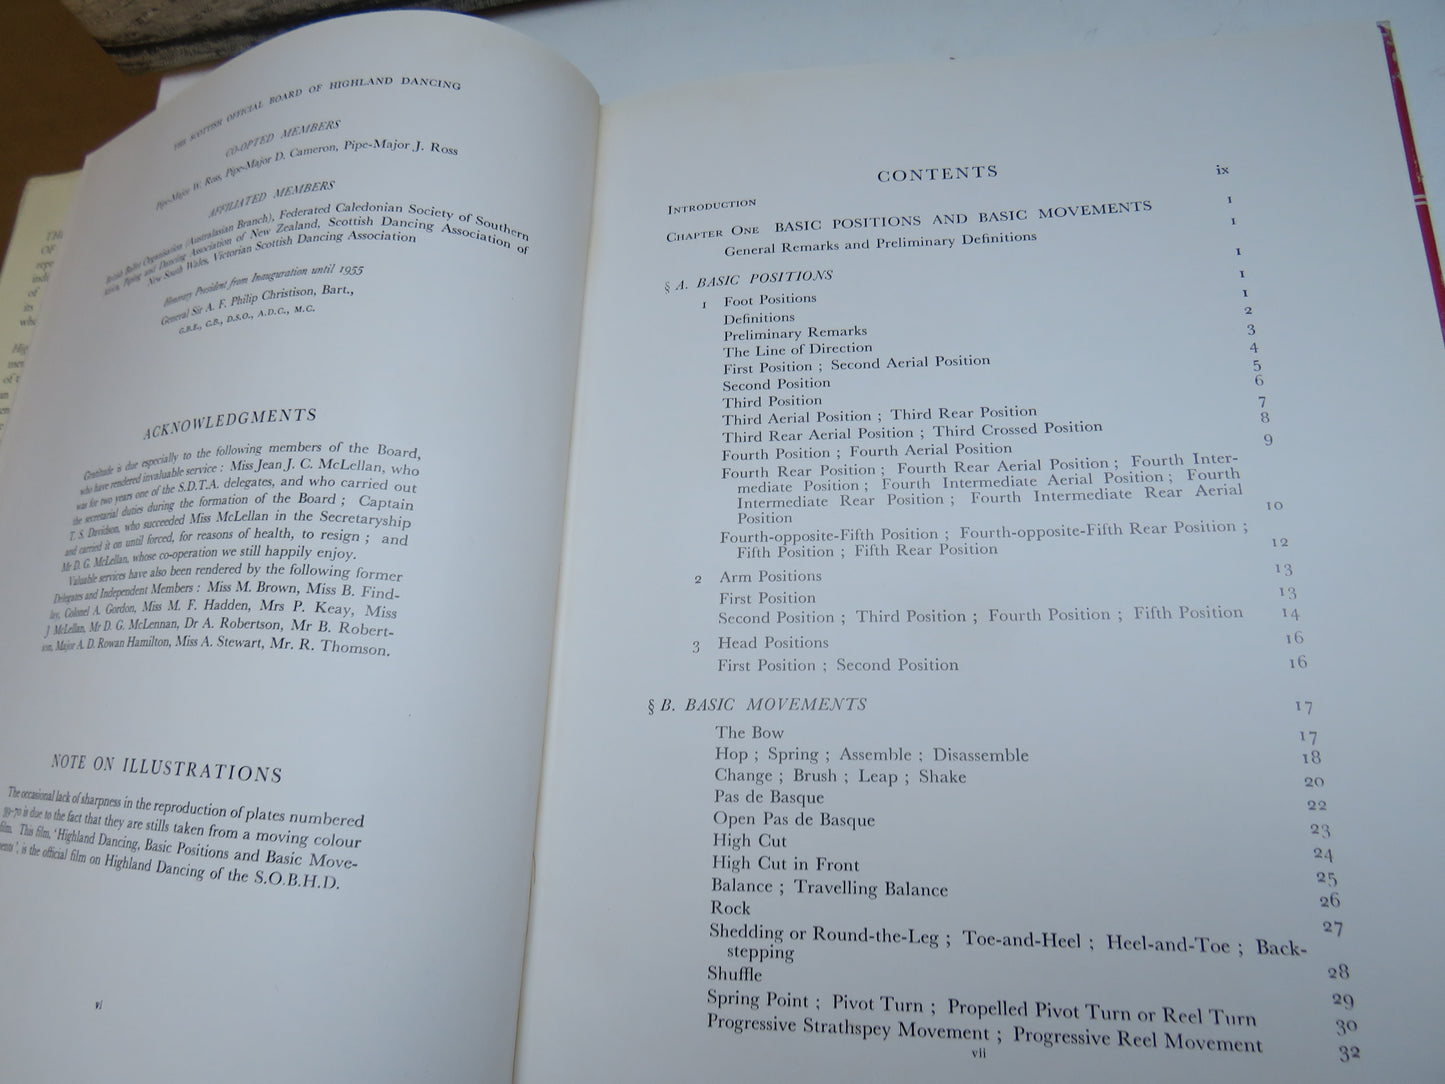 THE SCOTTISH OFFICIAL BOARD OF HIGHLAND DANCING
CO-OPTED MEMBERS
Pipe-Major W. Ross, Pipe-Major D. Cameron, Pipe-Major J. Ross
AFFILIATED MEMBERS
British Ballet Organisation (Australasian Branch), Federated Caledonian Society of Southern
Africa, Piping and Dancing Association of New Zealand, Scottish Dancing Association of
New South Wales, Victorian Scottish Dancing Association
Honorary President from Inauguration until 1955
General Sir A. F. Philip Christison, Bart.,
G.B.E., C.B., D.S.O., A.D.C., M.C.
ACKNOWLEDGMENTS
Gratitude is due especially to the following members of the Board,
who have rendered invaluable service : Miss Jean J. C. McLellan, who
was for two years one of the S.D.T.A. delegates, and who carried out
the secretarial duties during the formation of the Board ; Captain
T. S. Davidson, who succeeded Miss McLellan in the Secretaryship
and carried it on until forced, for reasons of health, to resign ; and
Mr D. G. McLellan, whose co-operation we still happily enjoy.
Valuable services have also been rendered by the following former
Delegates and Independent Members : Miss M. Brown, Miss B. Find-
lay, Colonel A. Gordon, Miss M. F. Hadden, Mrs P. Keay, Miss
J McLellan, Mr D. G. McLennan, Dr A. Robertson, Mr B. Robert-
son, Major A. D. Rowan Hamilton, Miss A. Stewart, Mr. R. Thomson.
NOTE ON ILLUSTRATIONS
The occasional lack of sharpness in the reproduction of plates numbered
39-70 is due to the fact that they are stills taken from a moving colour
film. This film, 'Highland Dancing, Basic Positions and Basic Move-
ments', is the official film on Highland Dancing of the S.O.B.H.D.
vi
CONTENTS
INTRODUCTION ix
CHAPTER ONE BASIC POSITIONS AND BASIC MOVEMENTS 1
General Remarks and Preliminary Definitions 1
§ A. BASIC POSITIONS 1
1 Foot Positions 1
Definitions 1
Preliminary Remarks 2
The Line of Direction 3
First Position ; Second Aerial Position 4
Second Position 5
Third Position 6
Third Aerial Position ; Third Rear Position 7
Third Rear Aerial Position ; Third Crossed Position 8
Fourth Position ; Fourth Aerial Position 9
Fourth Rear Position ; Fourth Rear Aerial Position ; Fourth Inter-
mediate Position ; Fourth Intermediate Aerial Position ; Fourth
Intermediate Rear Position ; Fourth Intermediate Rear Aerial
Position 10
Fourth-opposite-Fifth Position ; Fourth-opposite-Fifth Rear Position ;
Fifth Position ; Fifth Rear Position 12
2 Arm Positions 13
First Position 13
Second Position ; Third Position ; Fourth Position ; Fifth Position 14
3 Head Positions 16
First Position ; Second Position 16
§ B. BASIC MOVEMENTS 17
The Bow 17
Hop ; Spring ; Assemble ; Disassemble 18
Change ; Brush ; Leap ; Shake 20
Pas de Basque 22
Open Pas de Basque 23
High Cut 24
High Cut in Front 25
Balance ; Travelling Balance 26
Rock 27
Shedding or Round-the-Leg ; Toe-and-Heel ; Heel-and-Toe ; Back-
stepping 28
Shuffle 29
Spring Point ; Pivot Turn ; Propelled Pivot Turn or Reel Turn 30
Progressive Strathspey Movement ; Progressive Reel Movement 32
vii